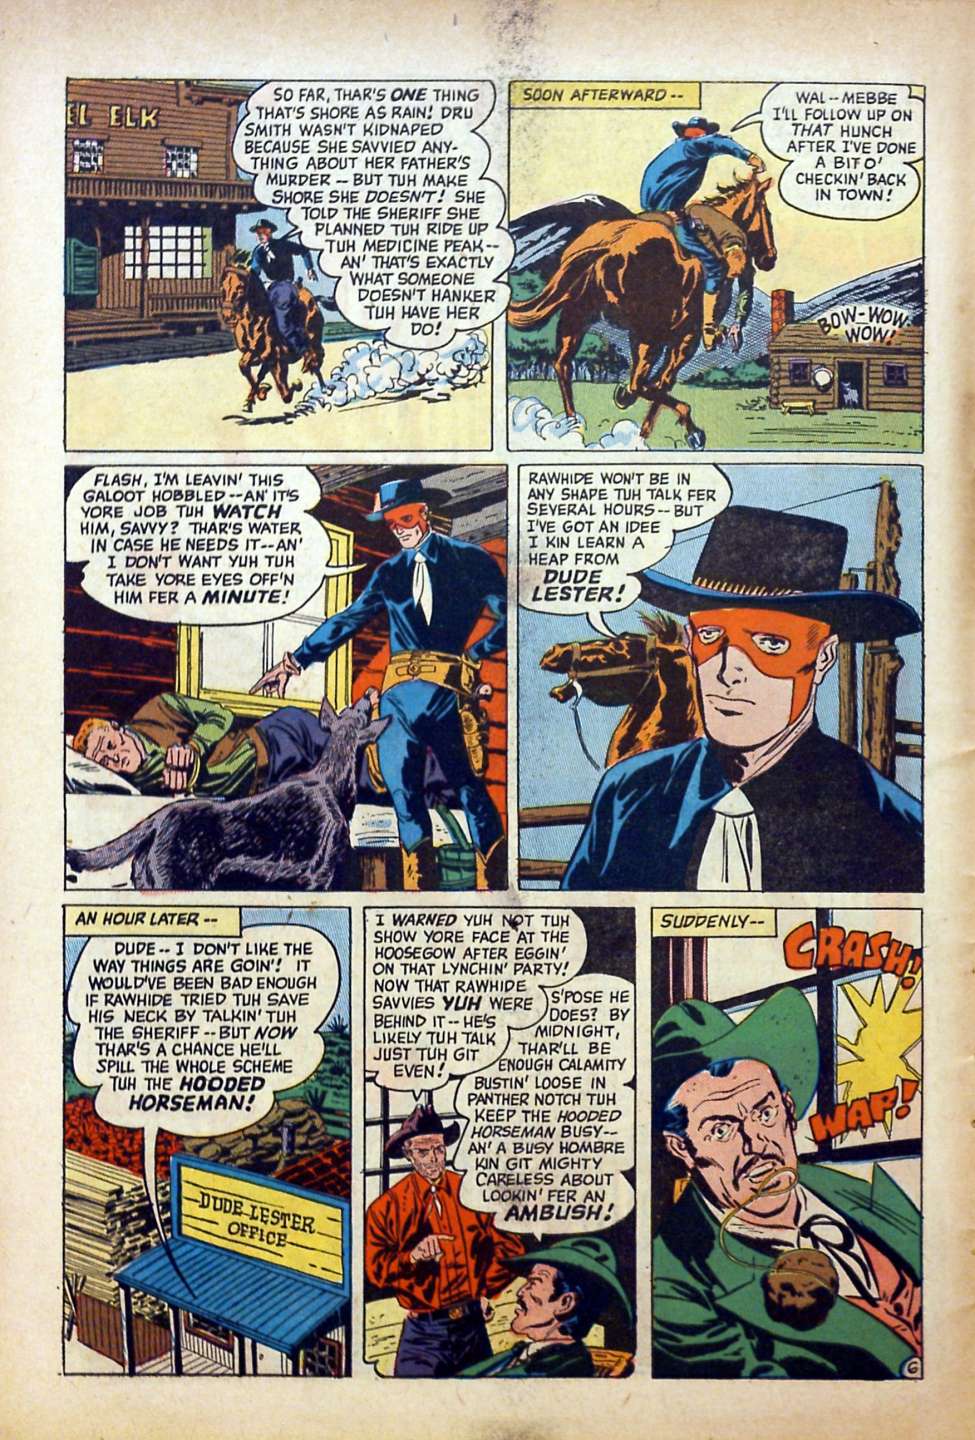 EL ELK
SO FAR, THAR'S ONE THING
THAT'S SHORE AS RAIN! DRU
SMITH WASN'T KIDNAPED
BECAUSE SHE SAVVIED ANY-
THING ABOUT HER FATHER'S
MURDER -- BUT TUH MAKE
SHORE SHE DOESN'T! SHE
TOLD THE SHERIFF SHE
PLANNED TUH RIDE UP
TUH MEDICINE PEAK--
AN' THAT'S EXACTLY
WHAT SOMEONE
DOESN'T HANKER
TUH HAVE HER
DO!
SOON AFTERWARD --
WAL -- MEBBE
I'LL FOLLOW UP ON
THAT HUNCH
AFTER I'VE DONE
A BIT O'
CHECKIN' BACK
IN TOWN!
BOW-WOW-
WOW!
FLASH, I'M LEAVIN' THIS
GALOOT HOBBLED -- AN' IT'S
YORE JOB TUH WATCH
HIM, SAVVY? THAR'S WATER
IN CASE HE NEEDS IT -- AN'
I DON'T WANT YUH TUH
TAKE YORE EYES OFF'N
HIM FER A MINUTE!
RAWHIDE WON'T BE IN
ANY SHAPE TUH TALK FER
SEVERAL HOURS -- BUT
I'VE GOT AN IDEE
I KIN LEARN A
HEAP FROM
DUDE
LESTER!
AN HOUR LATER --
DUDE -- I DON'T LIKE THE
WAY THINGS ARE GOIN'! IT
WOULD'VE BEEN BAD ENOUGH
IF RAWHIDE TRIED TUH SAVE
HIS NECK BY TALKIN' TUH
THE SHERIFF -- BUT NOW
THAR'S A CHANCE HE'LL
SPILL THE WHOLE SCHEME
TUH THE HOODED
HORSEMAN!
DUDE LESTER
OFFICE
I WARNED YUH NOT TUH
SHOW YORE FACE AT THE
HOOSEGOW AFTER EGGIN'
ON THAT LYNCHIN' PARTY!
NOW THAT RAWHIDE
SAVVIES YUH WERE
BEHIND IT -- HE'S
LIKELY TUH TALK
JUST TUH GIT
EVEN!
S'POSE HE
DOES? BY
MIDNIGHT,
THAR'LL BE
ENOUGH CALAMITY
BUSTIN' LOOSE IN
PANTHER NOTCH TUH
KEEP THE HOODED
HORSEMAN BUSY --
AN' A BUSY HOMBRE
KIN GIT MIGHTY
CARELESS ABOUT
LOOKIN' FER AN
AMBUSH!
SUDDENLY--
CRASH!
WAP!
6